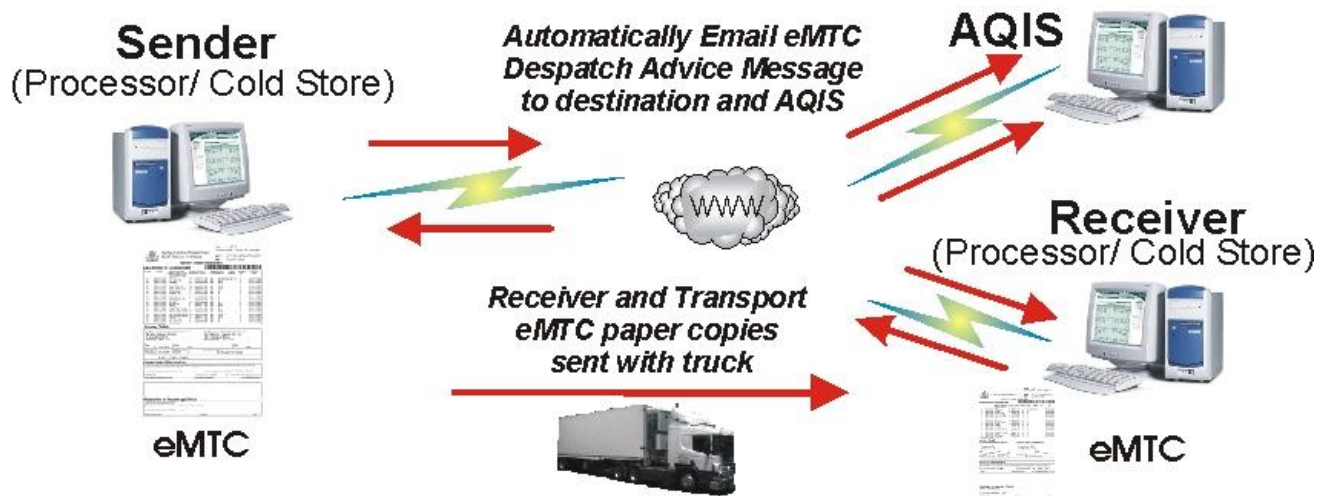 Sender
(Processor/ Cold Store)
Automatically Email eMTC
Despatch Advice Message
to destination and AQIS
AQIS
WWW
Receiver
(Processor/ Cold Store)
Receiver and Transport
eMTC paper copies
sent with truck
eMTC
eMTC